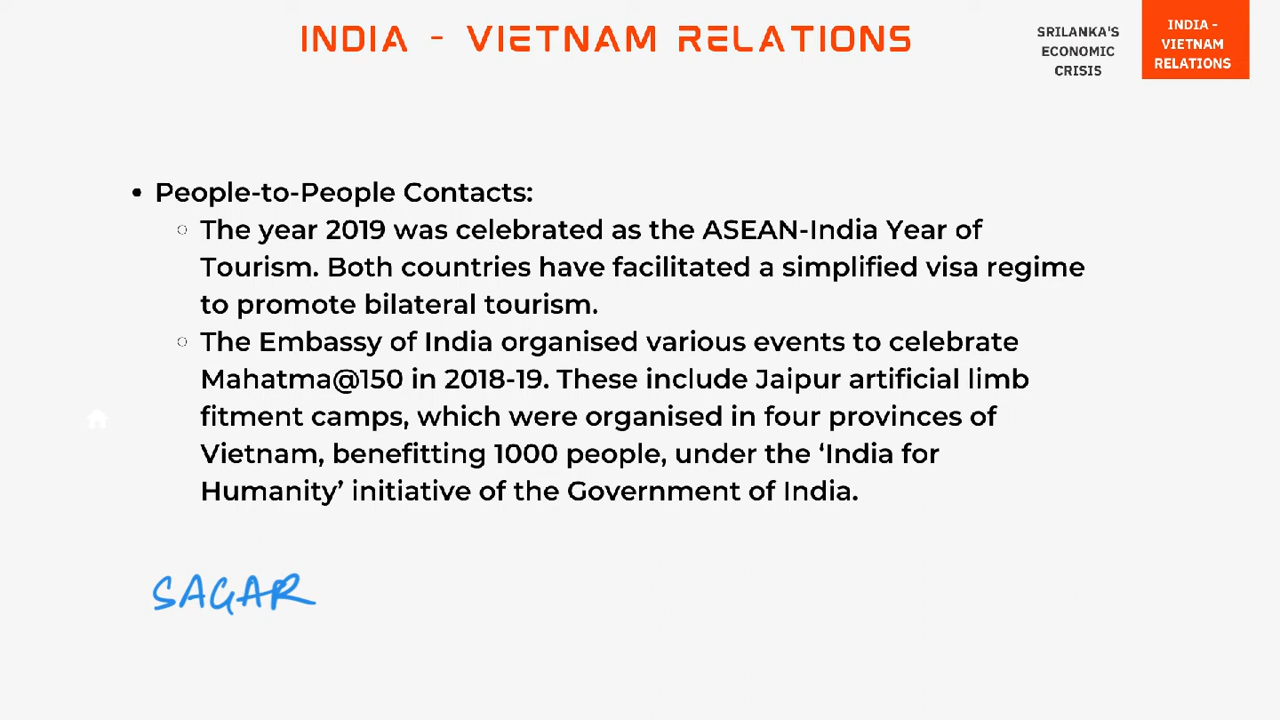 INDIA - VIETNAM RELATIONS
SRILANKA'S
ECONOMIC
CRISIS
INDIA -
VIETNAM
RELATIONS
• People-to-People Contacts:
○ The year 2019 was celebrated as the ASEAN-India Year of
Tourism. Both countries have facilitated a simplified visa regime
to promote bilateral tourism.
○ The Embassy of India organised various events to celebrate
Mahatma@150 in 2018-19. These include Jaipur artificial limb
fitment camps, which were organised in four provinces of
Vietnam, benefitting 1000 people, under the ‘India for
Humanity’ initiative of the Government of India.
SAGAR